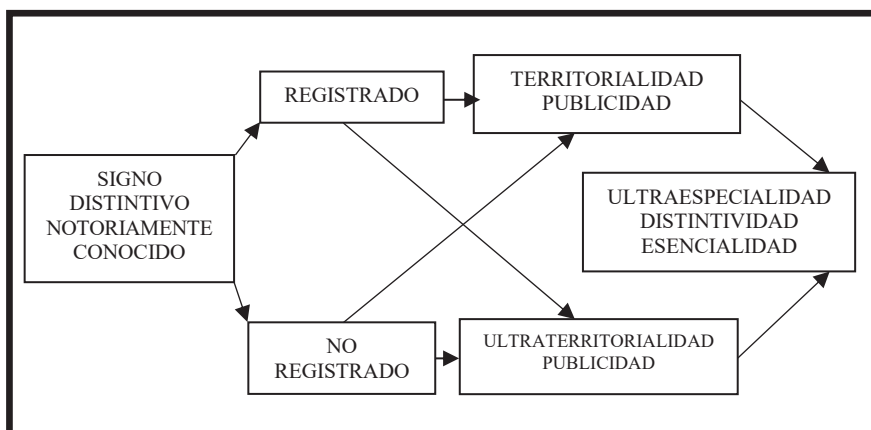 REGISTRADO
TERRITORIALIDAD
PUBLICIDAD
SIGNO
DISTINTIVO
NOTORIAMENTE
CONOCIDO
ULTRAESPECIALIDAD
DISTINTIVIDAD
ESENCIALIDAD
NO
REGISTRADO
ULTRATERRITORIALIDAD
PUBLICIDAD